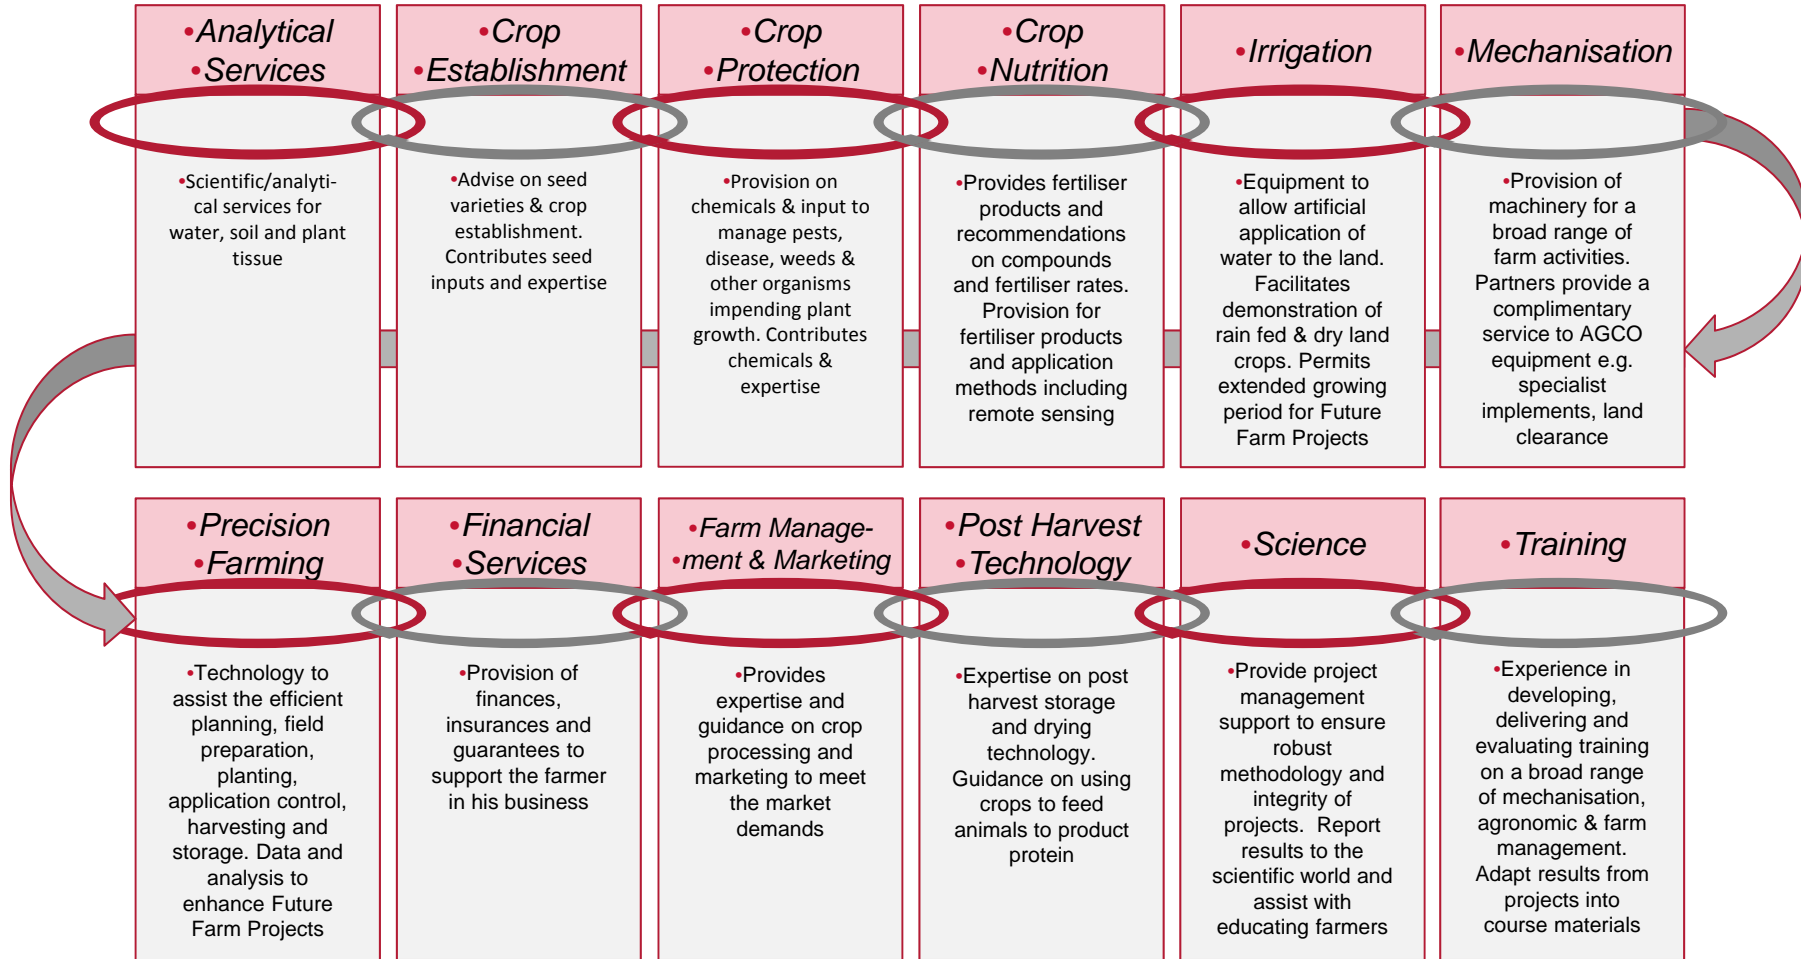 •Analytical
•Services
•Scientific/analyti-
cal services for
water, soil and plant
tissue
•Crop
•Establishment
•Advise on seed
varieties & crop
establishment.
Contributes seed
inputs and expertise
•Crop
•Protection
•Provision on
chemicals & input to
manage pests,
disease, weeds &
other organisms
impending plant
growth. Contributes
chemicals &
expertise
•Crop
•Nutrition
•Provides fertiliser
products and
recommendations
on compounds
and fertiliser rates.
Provision for
fertiliser products
and application
methods including
remote sensing
•Irrigation
•Equipment to
allow artificial
application of
water to the land.
Facilitates
demonstration of
rain fed & dry land
crops. Permits
extended growing
period for Future
Farm Projects
•Mechanisation
•Provision of
machinery for a
broad range of
farm activities.
Partners provide a
complimentary
service to AGCO
equipment e.g.
specialist
implements, land
clearance
•Precision
•Farming
•Technology to
assist the efficient
planning, field
preparation,
planting,
application control,
harvesting and
storage. Data and
analysis to
enhance Future
Farm Projects
•Financial
•Services
•Provision of
finances,
insurances and
guarantees to
support the farmer
in his business
•Farm Manage-
•ment & Marketing
•Provides
expertise and
guidance on crop
processing and
marketing to meet
the market
demands
•Post Harvest
•Technology
•Expertise on post
harvest storage
and drying
technology.
Guidance on using
crops to feed
animals to product
protein
•Science
•Provide project
management
support to ensure
robust
methodology and
integrity of
projects.  Report
results to the
scientific world and
assist with
educating farmers
•Training
•Experience in
developing,
delivering and
evaluating training
on a broad range
of mechanisation,
agronomic & farm
management.
Adapt results from
projects into
course materials